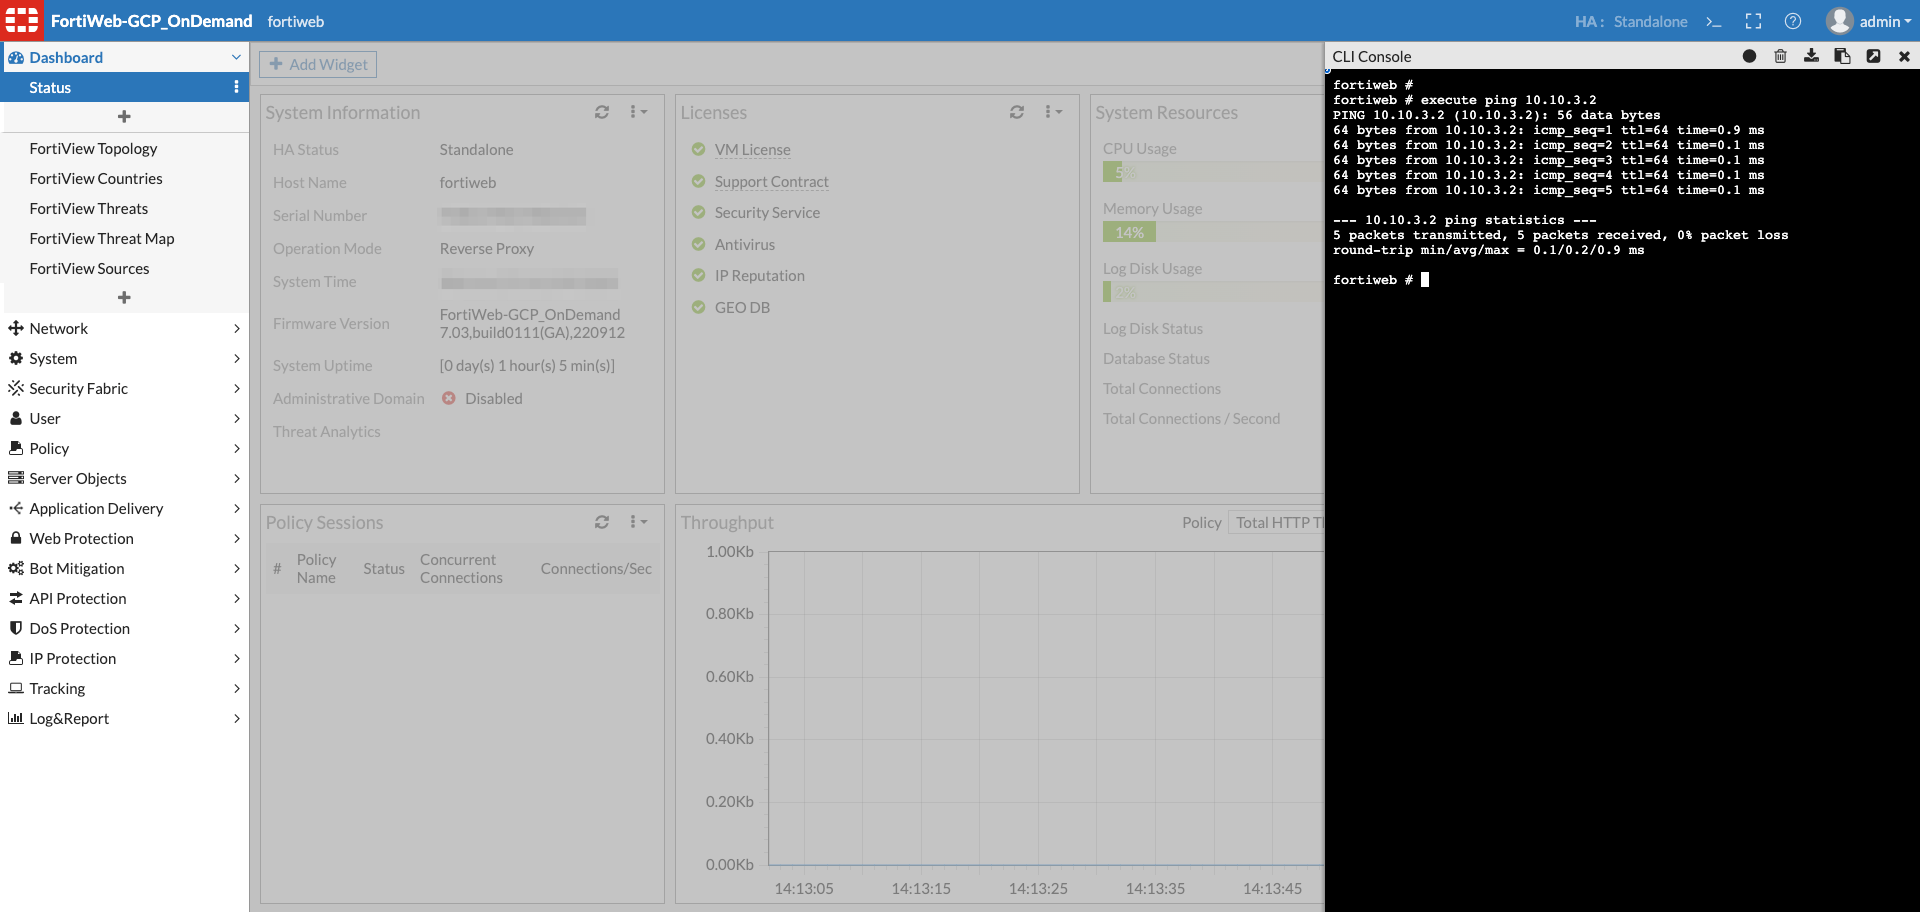 FortiWeb-GCP_OnDemand fortiweb
HA : Standalone >_ admin
Dashboard
Status
FortiView Topology
FortiView Countries
FortiView Threats
FortiView Threat Map
FortiView Sources
Network
System
Security Fabric
User
Policy
Server Objects
Application Delivery
Web Protection
Bot Mitigation
API Protection
DoS Protection
IP Protection
Tracking
Log&Report
Add Widget
System Information
HA Status Standalone
Host Name fortiweb
Serial Number
Operation Mode Reverse Proxy
System Time
Firmware Version FortiWeb-GCP_OnDemand
7.03,build0111(GA),220912
System Uptime [0 day(s) 1 hour(s) 5 min(s)]
Administrative Domain Disabled
Threat Analytics
Licenses
VM License
Support Contract
Security Service
Antivirus
IP Reputation
GEO DB
System Resources
CPU Usage
5%
Memory Usage
14%
Log Disk Usage
2%
Log Disk Status
Database Status
Total Connections
Total Connections / Second
Policy Sessions
# Policy Name Status Concurrent Connections Connections/Sec
Throughput Policy Total HTTP
1.00Kb
0.80Kb
0.60Kb
0.40Kb
0.20Kb
0.00Kb
14:13:05 14:13:15 14:13:25 14:13:35 14:13:45
CLI Console
fortiweb #
fortiweb # execute ping 10.10.3.2
PING 10.10.3.2 (10.10.3.2): 56 data bytes
64 bytes from 10.10.3.2: icmp_seq=1 ttl=64 time=0.9 ms
64 bytes from 10.10.3.2: icmp_seq=2 ttl=64 time=0.1 ms
64 bytes from 10.10.3.2: icmp_seq=3 ttl=64 time=0.1 ms
64 bytes from 10.10.3.2: icmp_seq=4 ttl=64 time=0.1 ms
64 bytes from 10.10.3.2: icmp_seq=5 ttl=64 time=0.1 ms
--- 10.10.3.2 ping statistics ---
5 packets transmitted, 5 packets received, 0% packet loss
round-trip min/avg/max = 0.1/0.2/0.9 ms
fortiweb #